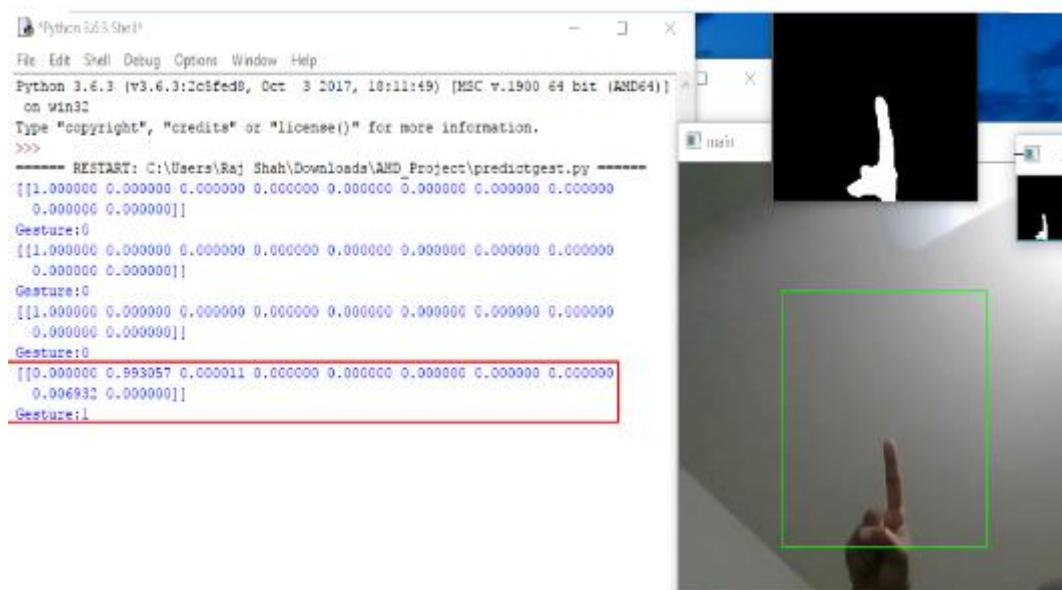 *Python 3.6.3 Shell*
File Edit Shell Debug Options Window Help
Python 3.6.3 (v3.6.3:2c5fed8, Oct 3 2017, 18:11:49) [MSC v.1900 64 bit (AMD64)]
on win32
Type "copyright", "credits" or "license()" for more information.
>>>
====== RESTART: C:\Users\Raj Shah\Downloads\AHD_Project\predictgest.py ======
[[1.000000 0.000000 0.000000 0.000000 0.000000 0.000000 0.000000 0.000000
0.000000 0.000000]]
Gesture:0
[[1.000000 0.000000 0.000000 0.000000 0.000000 0.000000 0.000000 0.000000
0.000000 0.000000]]
Gesture:0
[[1.000000 0.000000 0.000000 0.000000 0.000000 0.000000 0.000000 0.000000
0.000000 0.000000]]
Gesture:0
[[0.000000 0.993057 0.000011 0.000000 0.000000 0.000000 0.000000 0.000000
0.006932 0.000000]]
Gesture:1
main